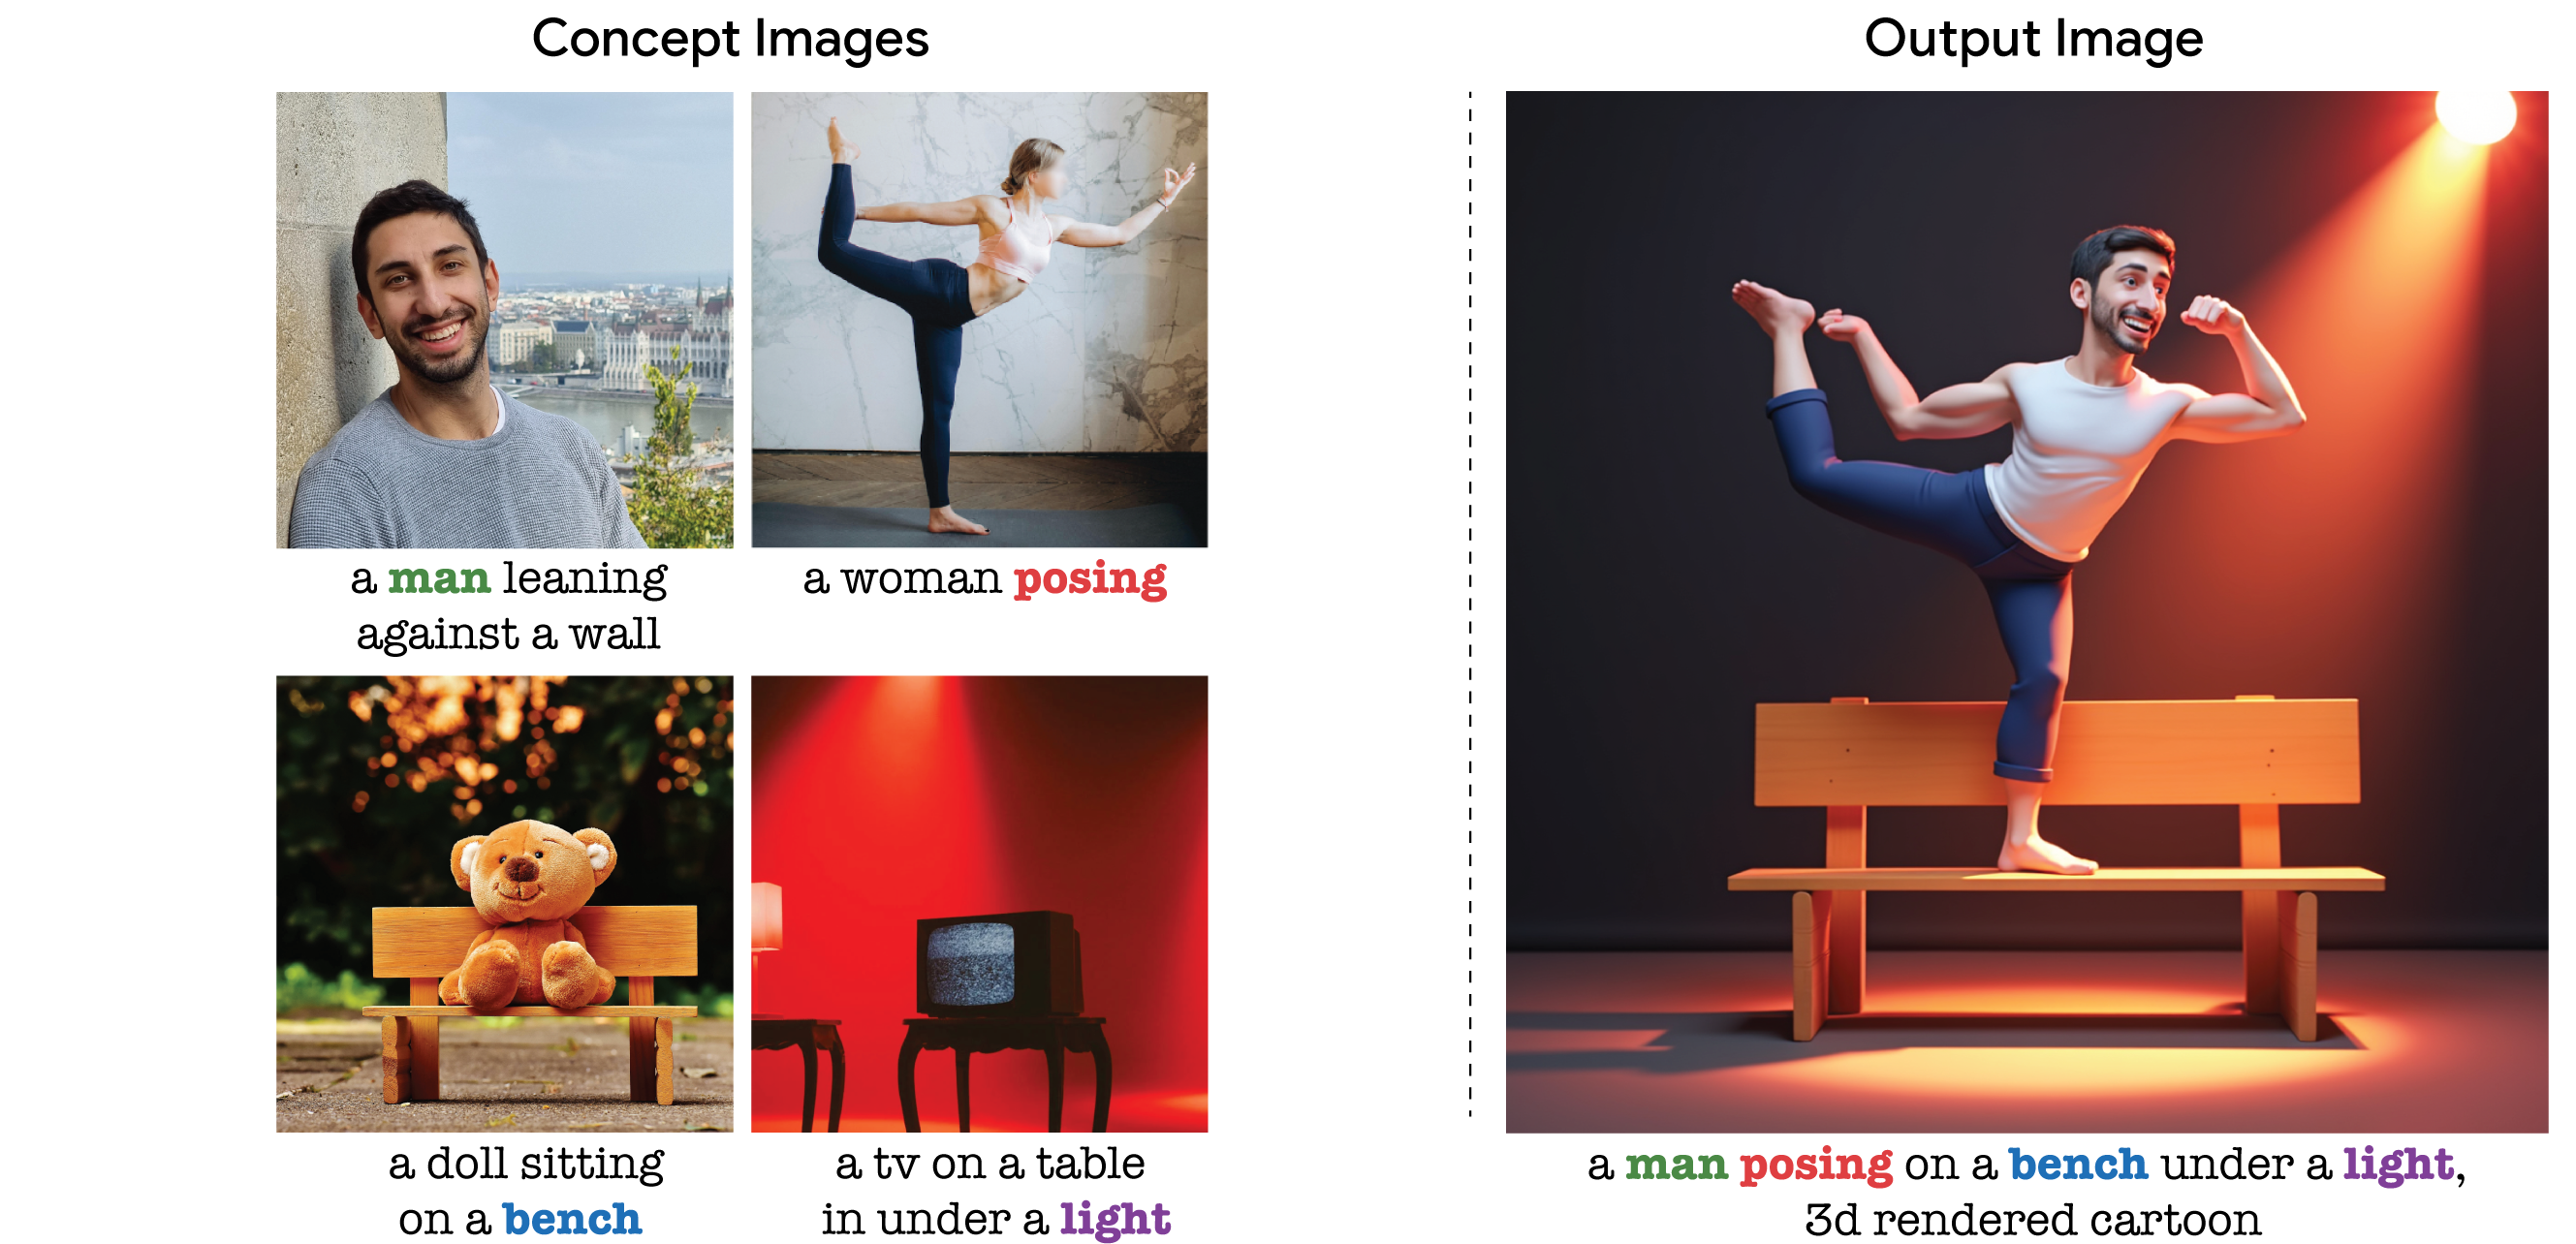 Concept Images
Output Image
a man leaning
against a wall
a woman posing
a doll sitting
on a bench
a tv on a table
in under a light
a man posing on a bench under a light,
3d rendered cartoon